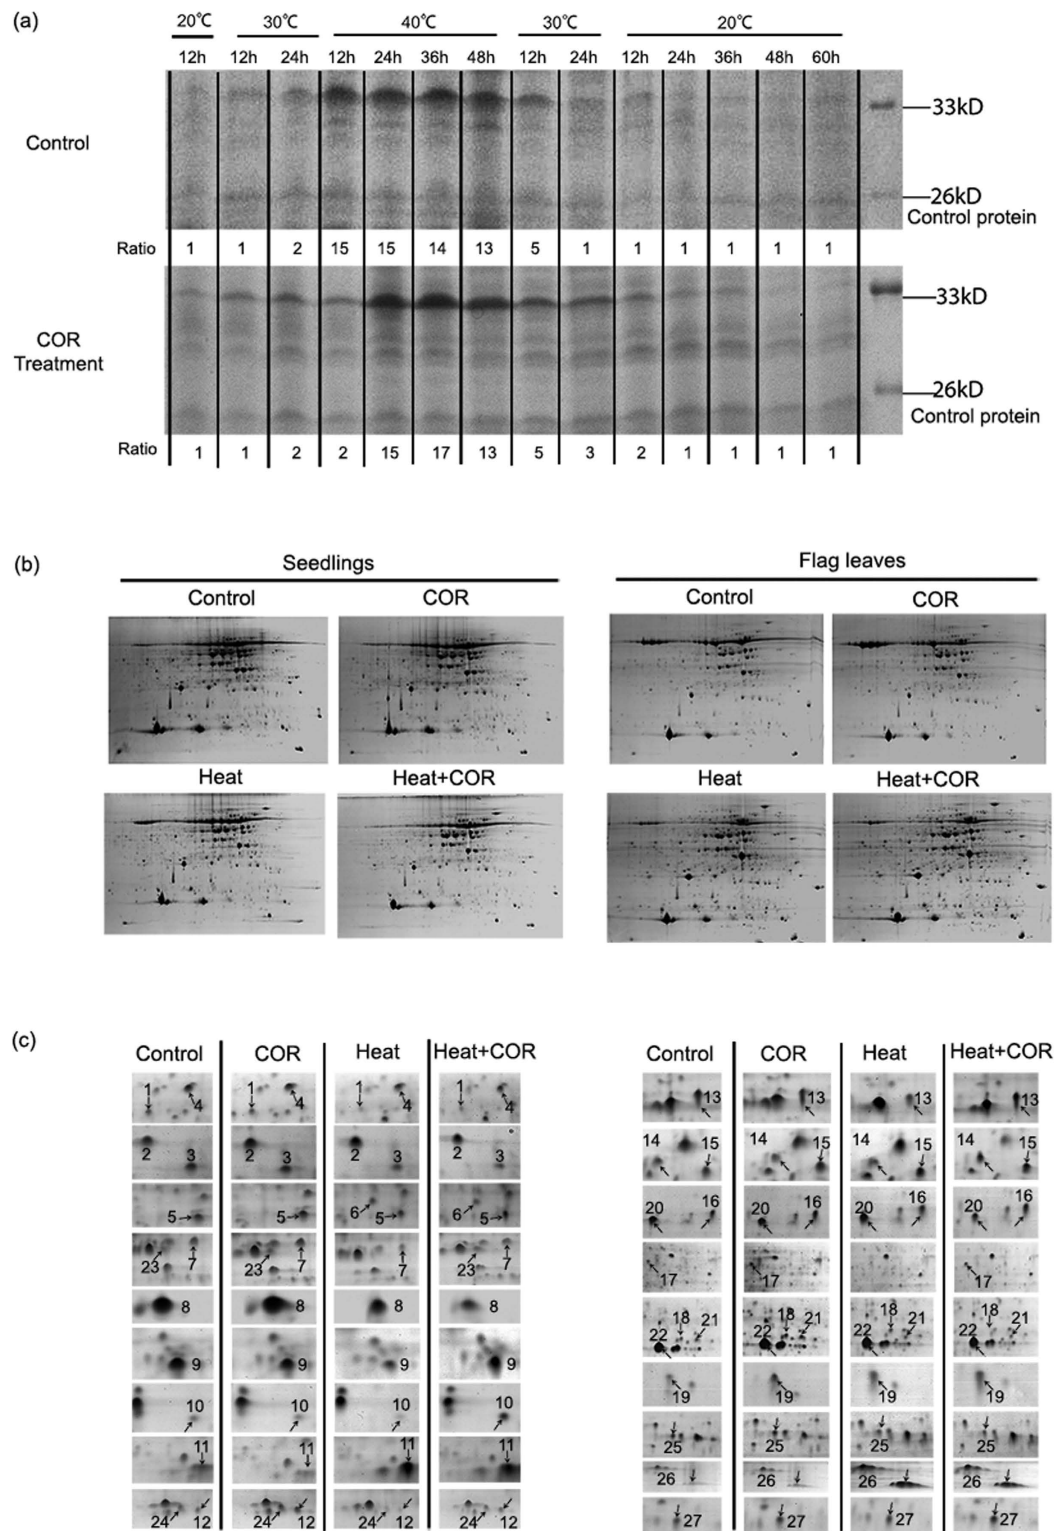 (a)
20℃ 30℃ 40℃ 30℃ 20℃
12h 12h 24h 12h 24h 36h 48h 12h 24h 12h 24h 36h 48h 60h
Control
33kD
26kD
Control protein
Ratio 1 1 2 15 15 14 13 5 1 1 1 1 1 1
COR
Treatment
33kD
26kD
Control protein
Ratio 1 1 2 2 15 17 13 5 3 2 1 1 1 1
(b)
Seedlings
Control COR
Heat Heat+COR
Flag leaves
Control COR
Heat Heat+COR
(c)
Control COR Heat Heat+COR
1 4 1 4 1 4 1 4
2 3 2 3 2 3 2 3
5 5 6 5 6 5
23 7 23 7 7 23 7
8 8 8 8
9 9 9 9
10 10 10 10
11 11 11 11
24 12 24 12 24 12 24 12
Control COR Heat Heat+COR
13 13 13 13
14 15 14 15 14 15 14 15
20 16 20 16 20 16 20 16
17 17 17
22 18 21 22 18 21 22 18 21 22 18 21
19 19 19 19
25 25 25 25
26 26 26 26
27 27 27 27